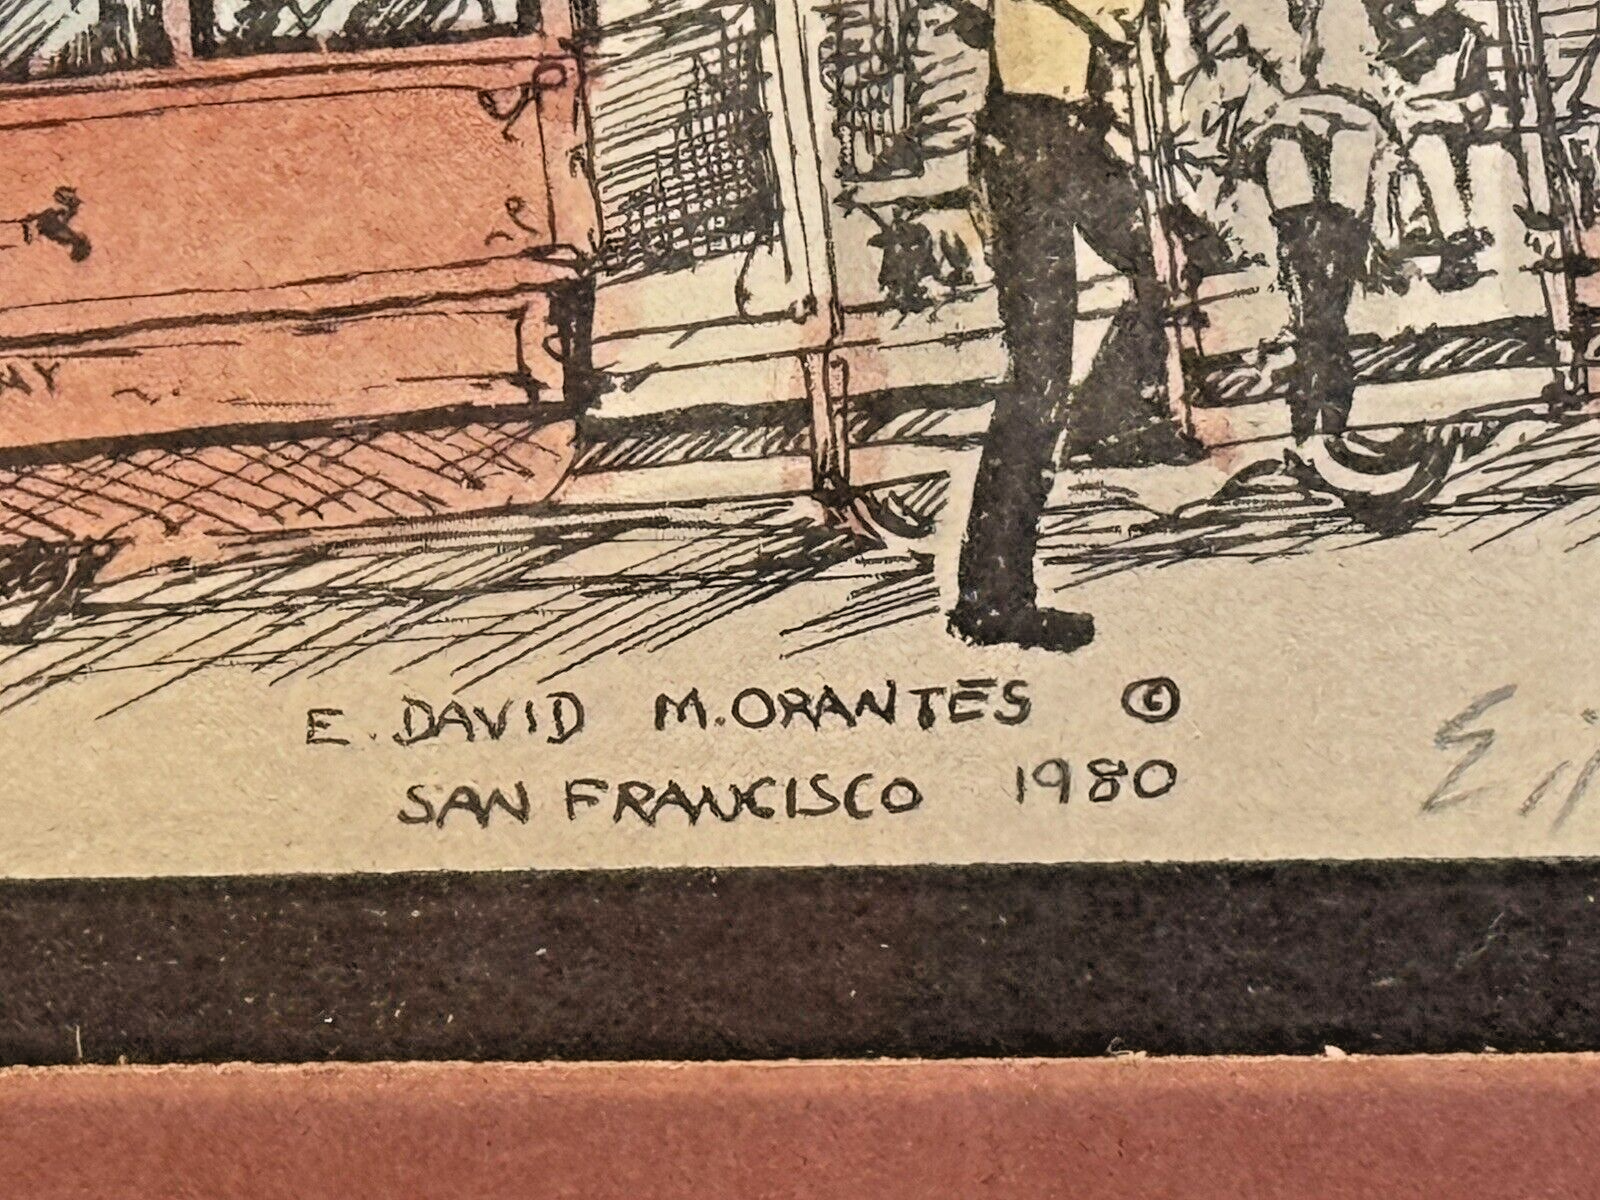 E. DAVID M. ORANTES ©
SAN FRANCISCO 1980